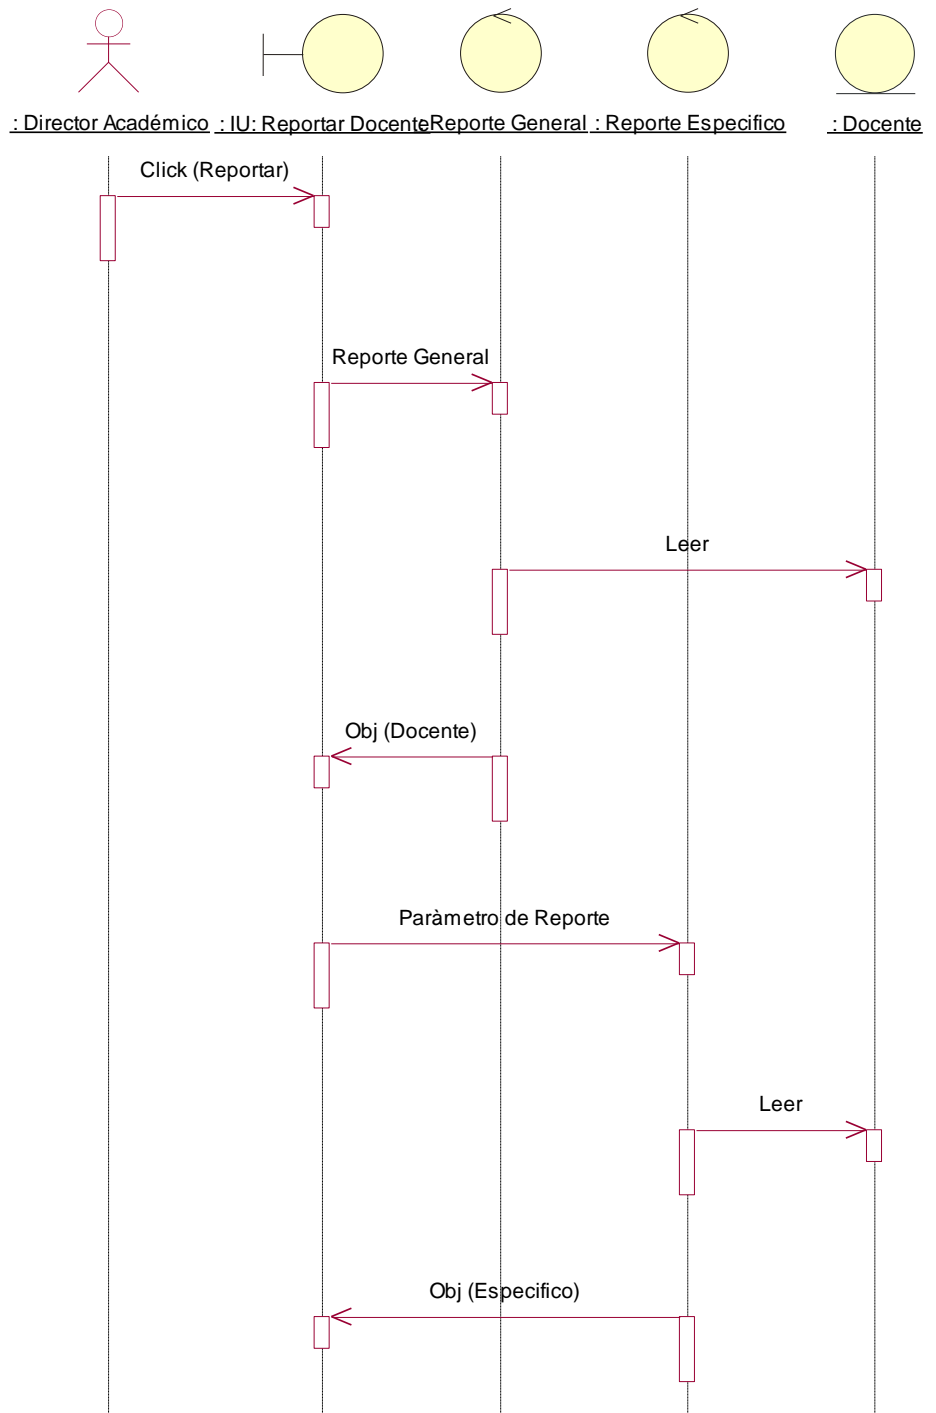 : Director Académico
: IU: Reportar Docente
: Reporte General
: Reporte Especifico
: Docente
Click (Reportar)
Reporte General
Leer
Obj (Docente)
Paràmetro de Reporte
Leer
Obj (Especifico)